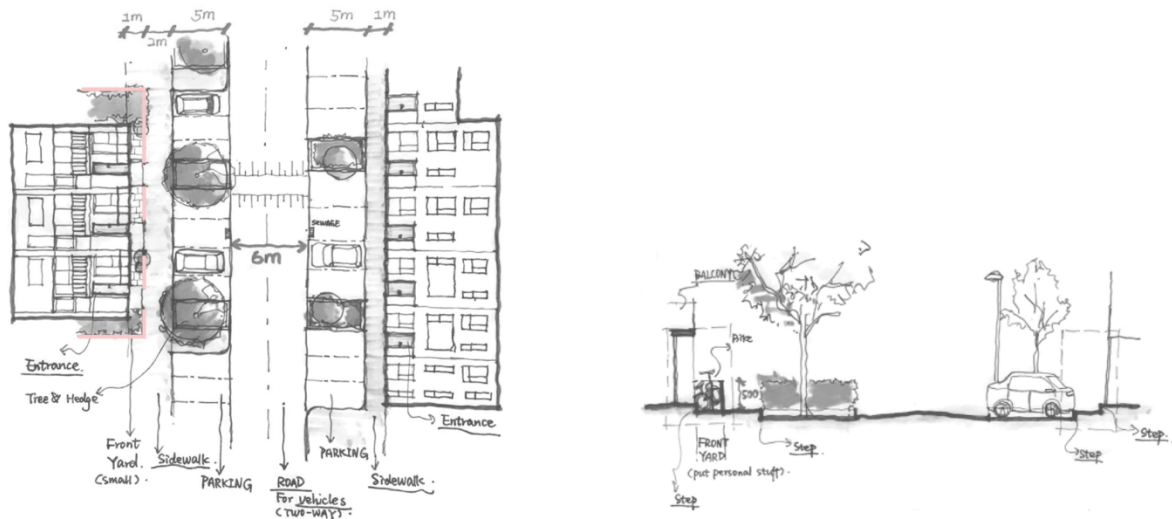 1m
5m
5m
1m
2m
SEWAGE
6m
Entrance.
Tree & Hedge
Front
Yard.
(small).
Sidewalk.
PARKING
ROAD
For vehicles
(TWO-WAY).
PARKING
Sidewalk.
Entrance
BALCONY
Bike
500
FRONT
YARD
(put personal stuff).
Step
Step.
Step
Step.